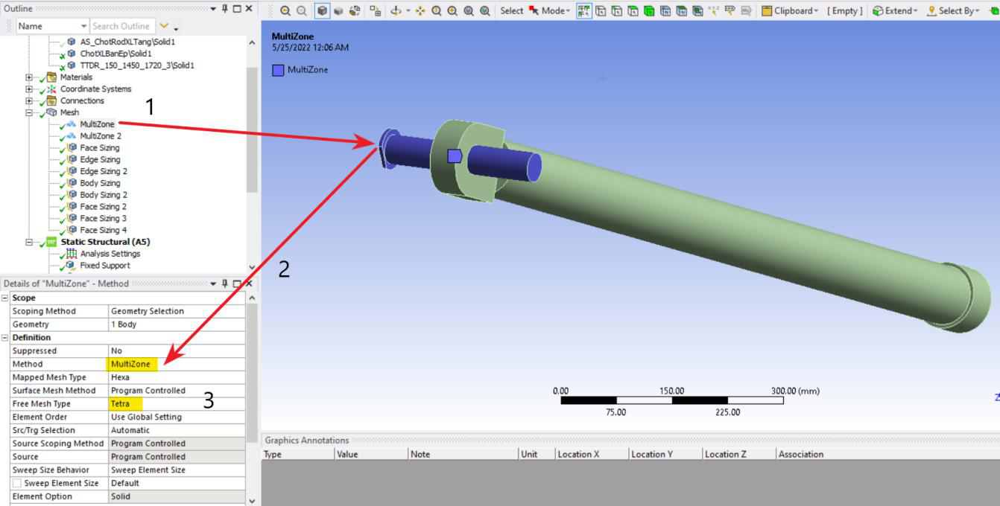 Outline
Select Mode Clipboard [ Empty ] Extend Select By
Name Search Outline
AS_ChotRodXLTang\Solid1
ChotXLBanEp\Solid1
TTDR_150_1450_1720_3\Solid1
Materials
Coordinate Systems
Connections
Mesh
MultiZone
MultiZone 2
Face Sizing
Edge Sizing
Edge Sizing 2
Body Sizing
Body Sizing 2
Face Sizing 2
Face Sizing 3
Face Sizing 4
Static Structural (A5)
Analysis Settings
Fixed Support
1
2
3
Details of "MultiZone" - Method
Scope
Scoping Method Geometry Selection
Geometry 1 Body
Definition
Suppressed No
Method MultiZone
Mapped Mesh Type Hexa
Surface Mesh Method Program Controlled
Free Mesh Type Tetra
Element Order Use Global Setting
Src/Trg Selection Automatic
Source Scoping Method Program Controlled
Source Program Controlled
Sweep Size Behavior Sweep Element Size
Sweep Element Size Default
Element Option Solid
MultiZone
5/25/2022 12:06 AM
MultiZone
0.00 150.00 300.00 (mm)
75.00 225.00
Z
Graphics Annotations
Type Value Note Unit Location X Location Y Location Z Association